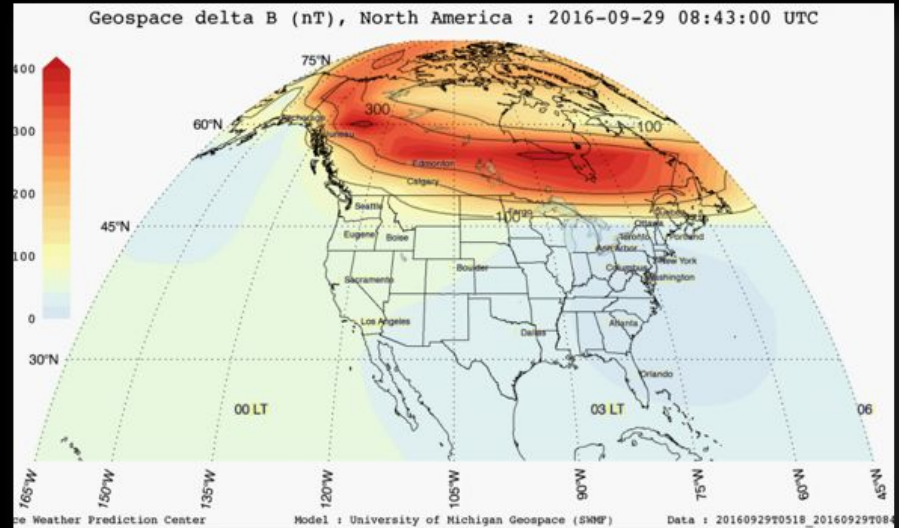 Geospace delta B (nT), North America : 2016-09-29 08:43:00 UTC
75°N
400
300
60°N
100
300
Juneau
Edmonton
Calgary
200
Seattle
100
45°N
Ottawa
Eugene
Boise
Toronto
Portland
Ann Arbor
100
Boulder
Columbus
New York
Sacramento
Washington
0
Los Angeles
Dallas
Atlanta
30°N
Orlando
00 LT
03 LT
06
165°W
150°W
135°W
120°W
105°W
90°W
75°W
60°W
45°W
ce Weather Prediction Center Model : University of Michigan Geospace (SWMF) Data : 20160929T0518_20160929T084